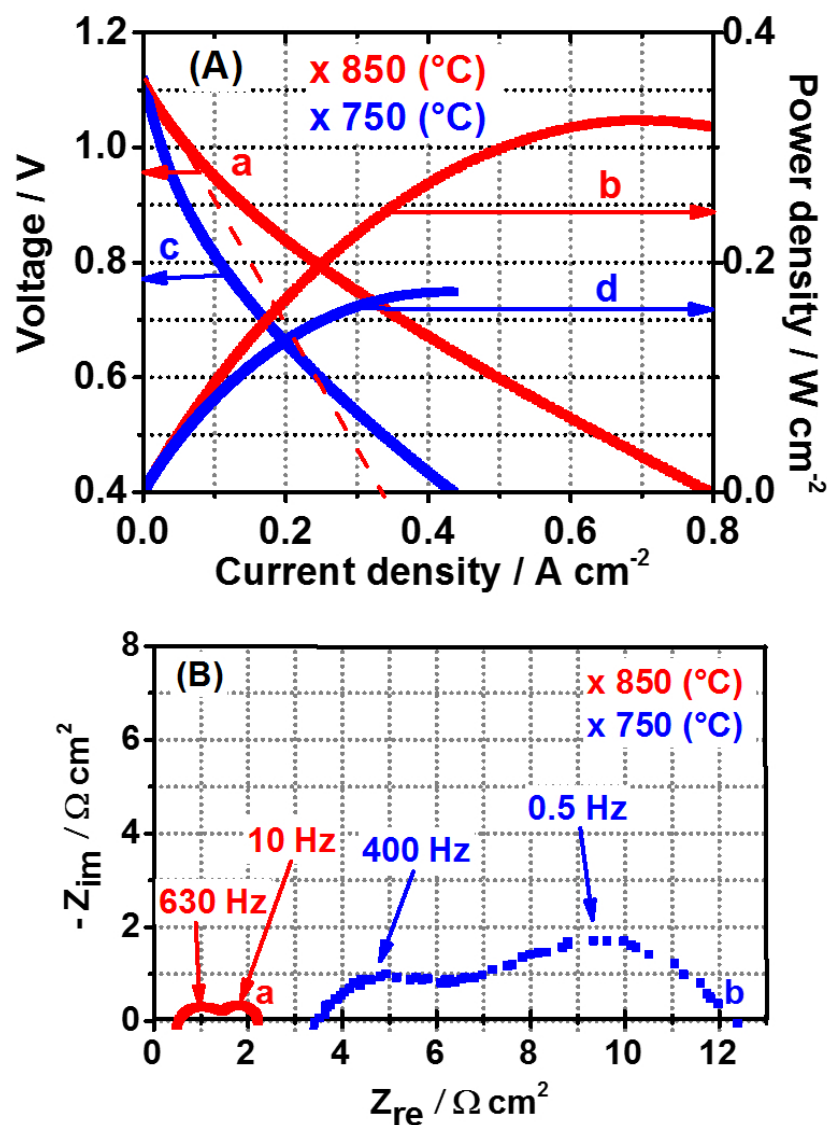 (A)
x 850 (°C)
x 750 (°C)
1.2
1.0
0.8
0.6
0.4
Voltage / V
a
b
c
d
0.4
0.2
0.0
Power density / W cm-2
0.0 0.2 0.4 0.6 0.8
Current density / A cm-2
(B)
x 850 (°C)
x 750 (°C)
8
6
4
2
0
-Zim / Ω cm2
0.5 Hz
10 Hz
400 Hz
630 Hz
a
b
0 2 4 6 8 10 12
Zre / Ω cm2